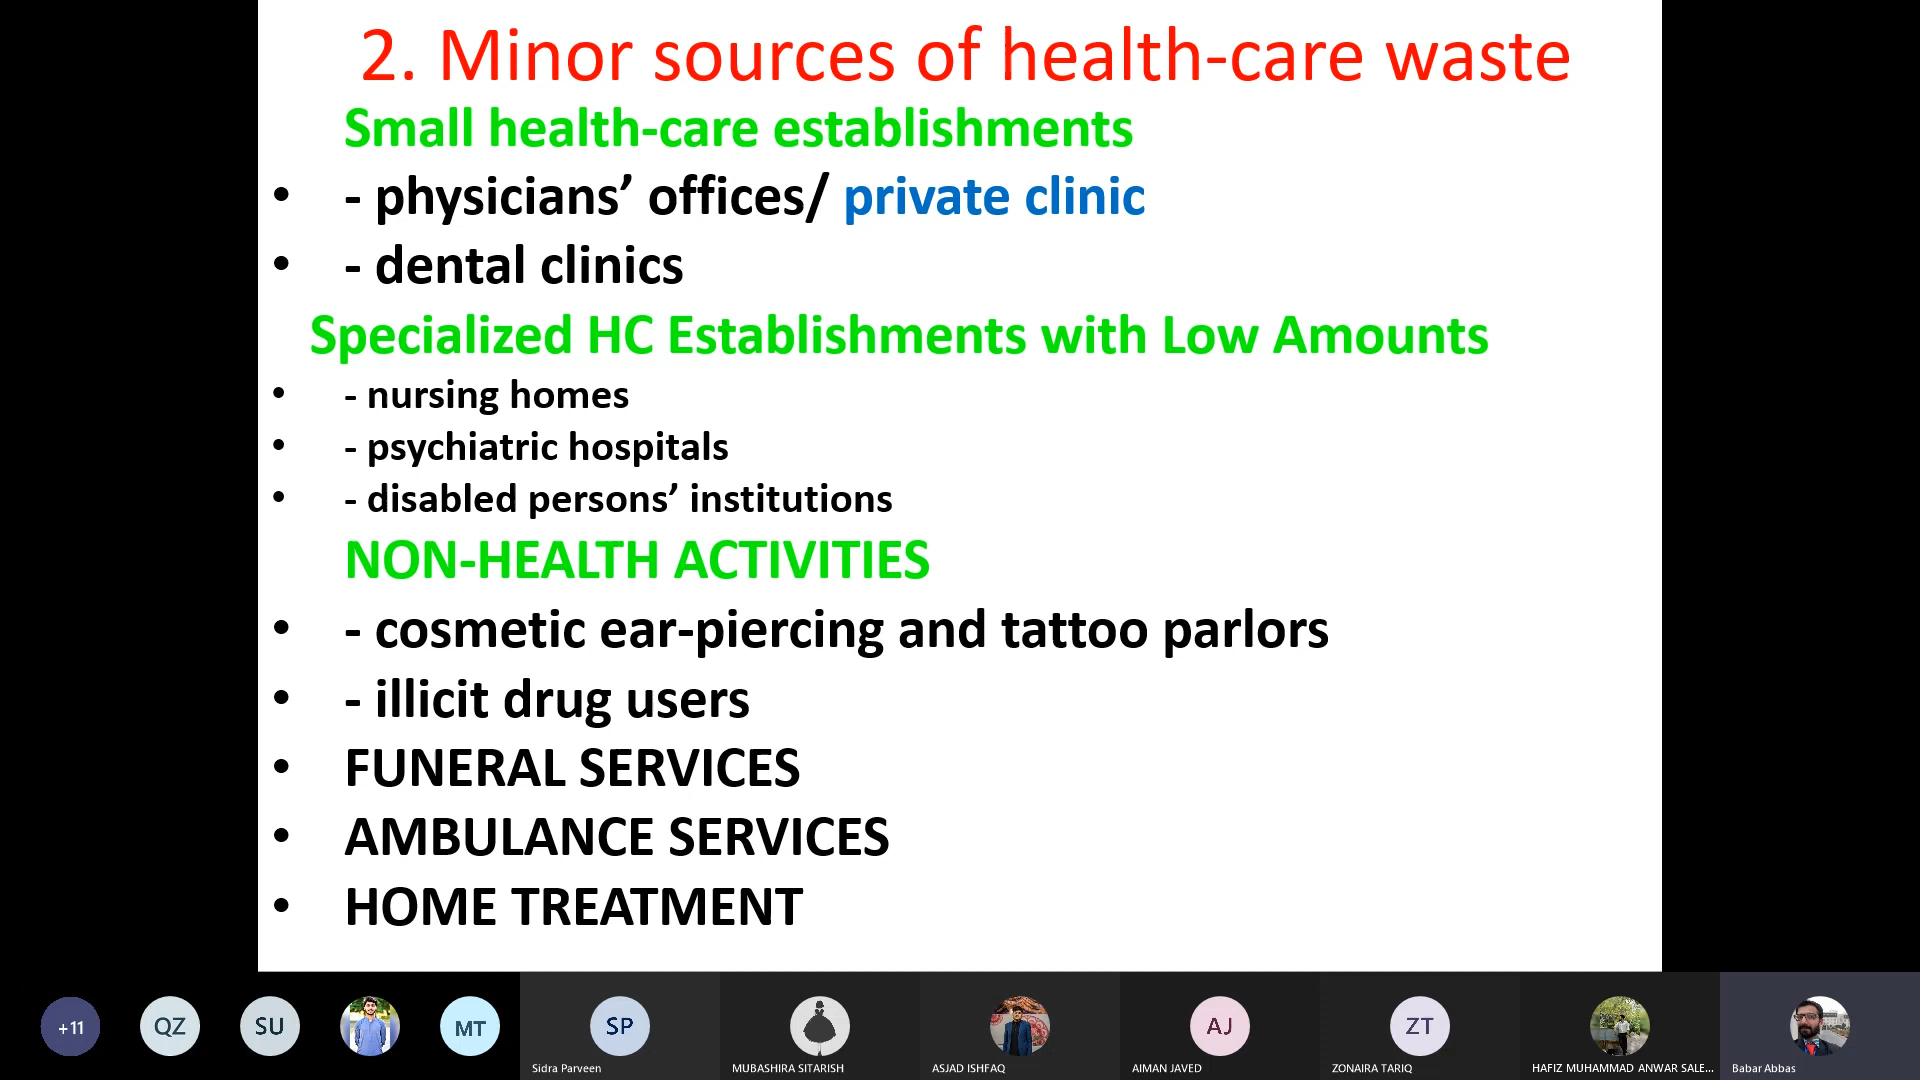 2. Minor sources of health-care waste
Small health-care establishments
• - physicians’ offices/ private clinic
• - dental clinics
Specialized HC Establishments with Low Amounts
• - nursing homes
• - psychiatric hospitals
• - disabled persons’ institutions
NON-HEALTH ACTIVITIES
• - cosmetic ear-piercing and tattoo parlors
• - illicit drug users
• FUNERAL SERVICES
• AMBULANCE SERVICES
• HOME TREATMENT
+11 QZ SU MT SP AJ ZT
Sidra Parveen MUBASHIRA SITARISH ASJAD ISHFAQ AIMAN JAVED ZONAIRA TARIQ HAFIZ MUHAMMAD ANWAR SALE... Babar Abbas